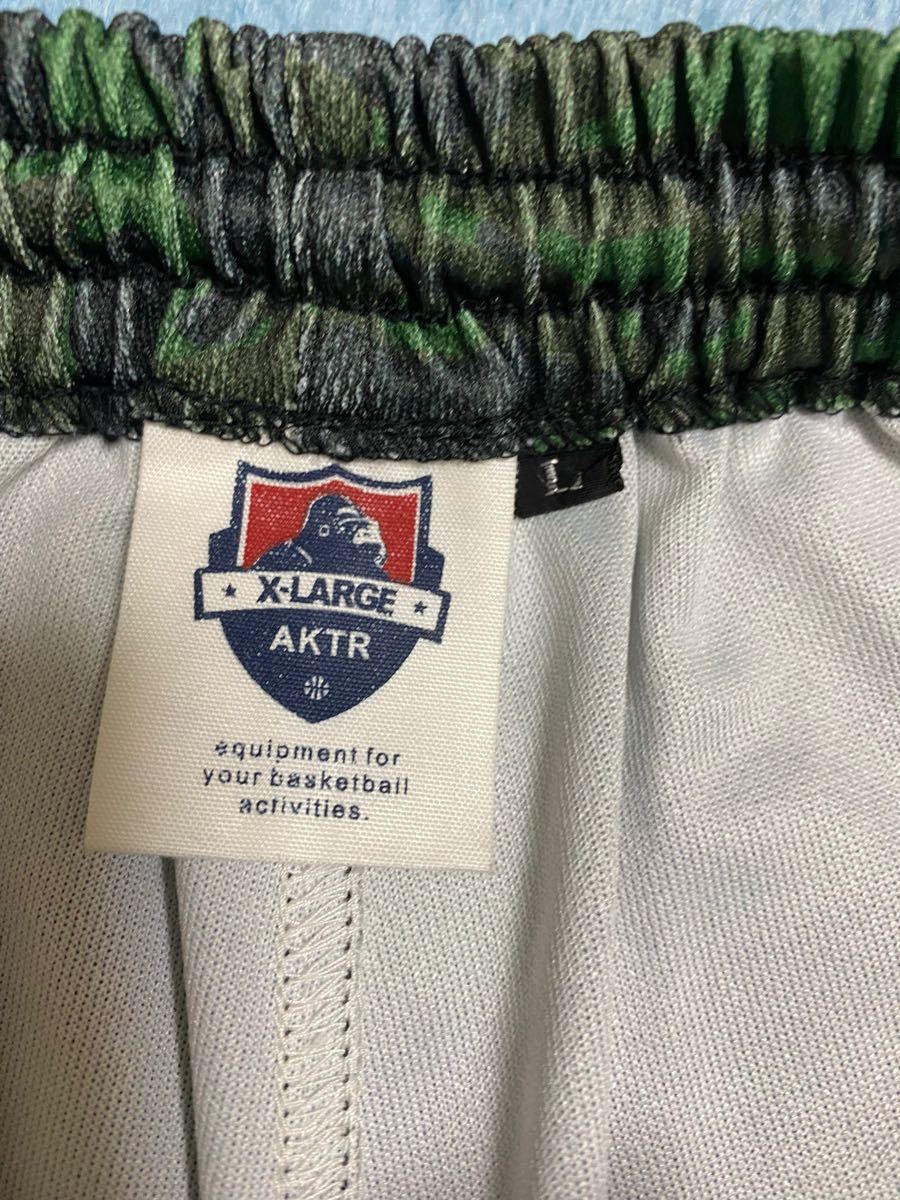 L
X-LARGE
AKTR
equipment for
your basketball
activities.